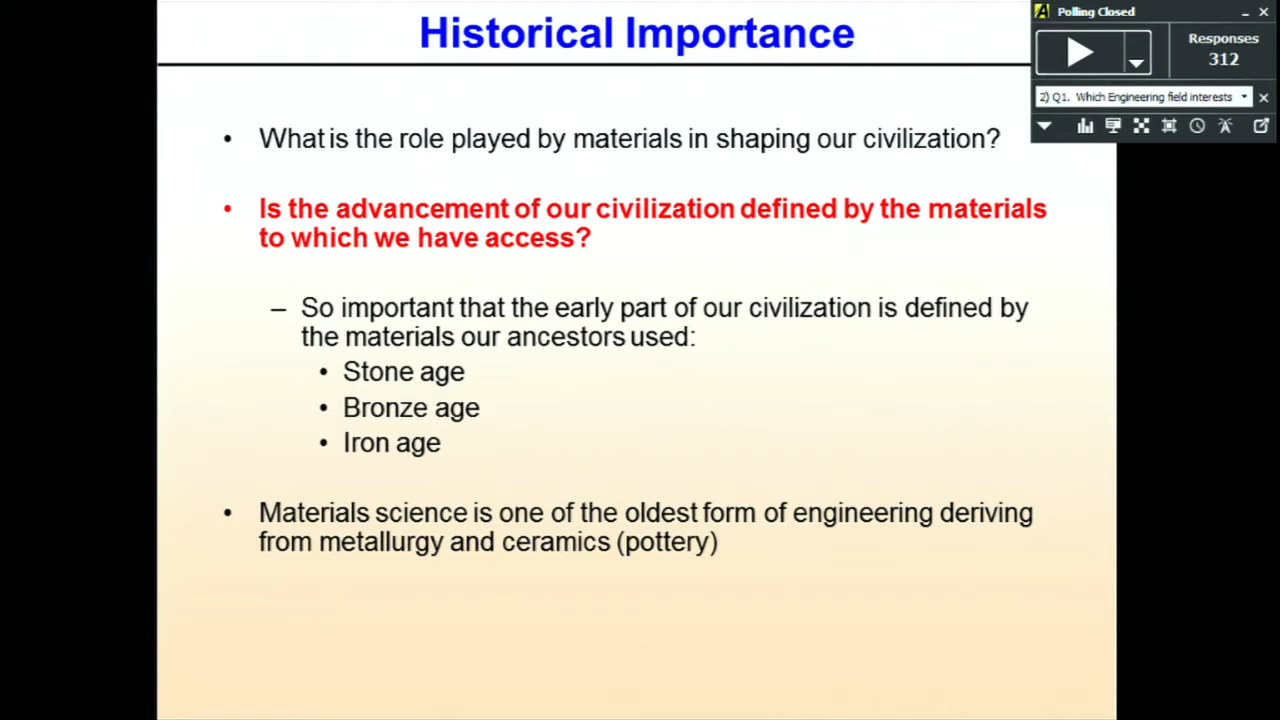 Historical Importance
Polling Closed
Responses
312
2) Q1. Which Engineering field interests
• What is the role played by materials in shaping our civilization?
• Is the advancement of our civilization defined by the materials
to which we have access?
– So important that the early part of our civilization is defined by
the materials our ancestors used:
• Stone age
• Bronze age
• Iron age
• Materials science is one of the oldest form of engineering deriving
from metallurgy and ceramics (pottery)